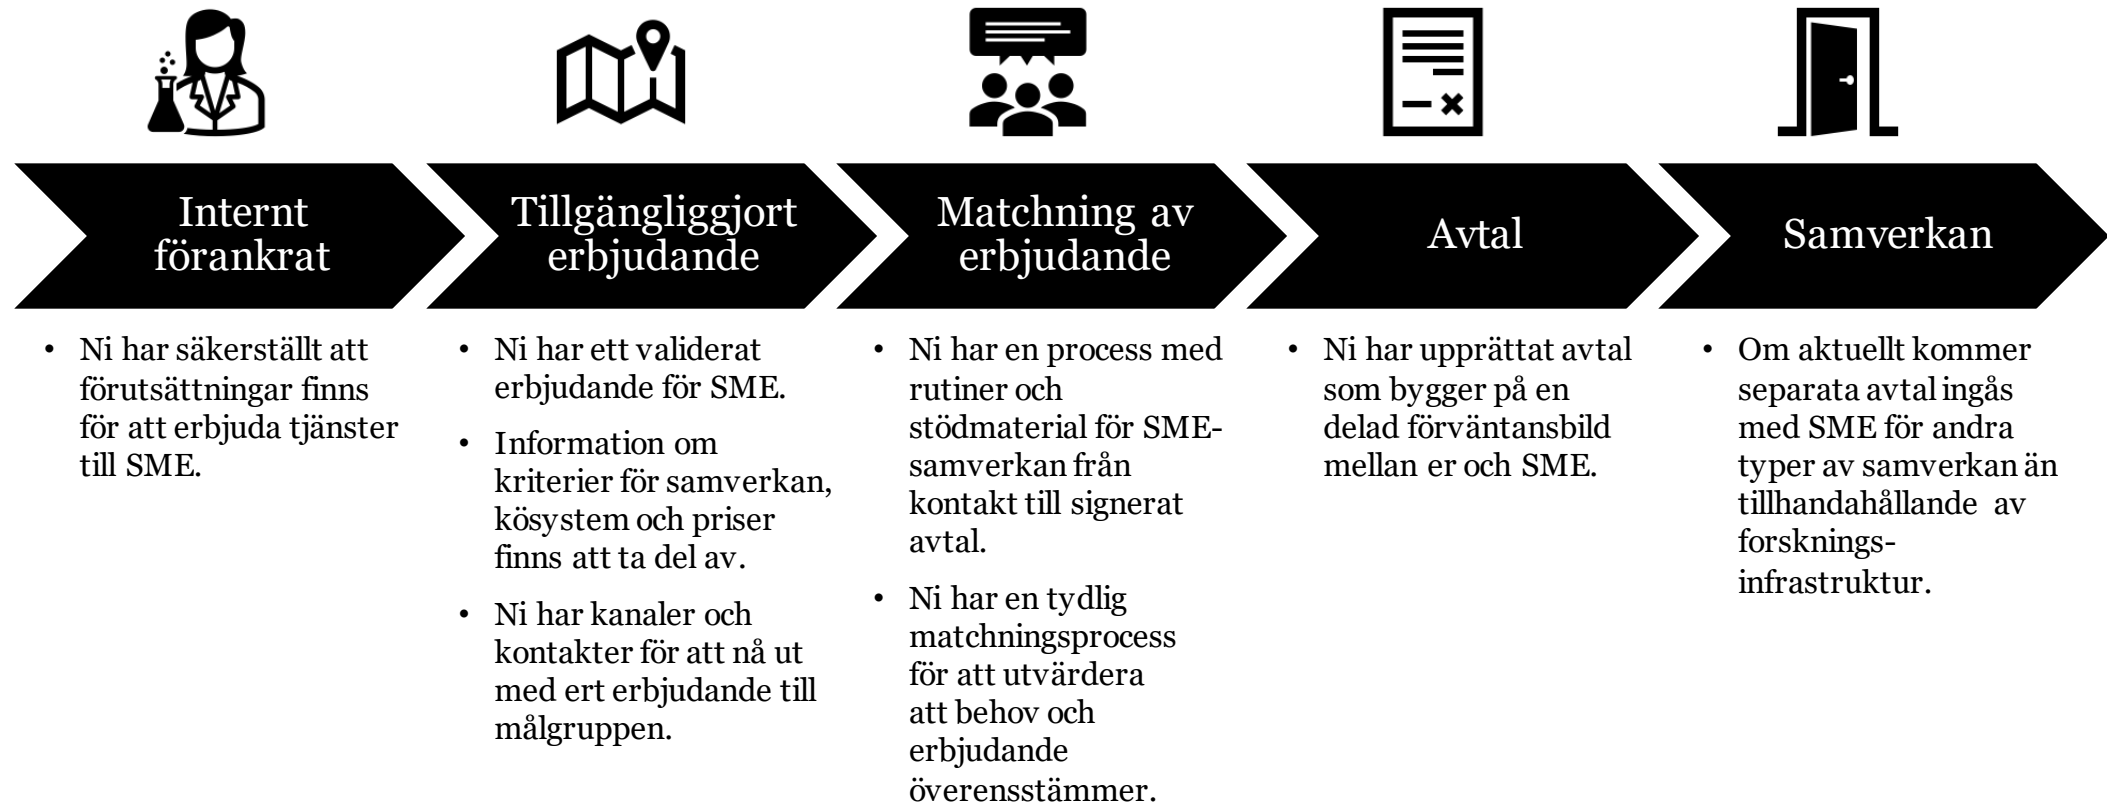 Internt
förankrat
Tillgängliggjort
erbjudande
Matchning av
erbjudande
Avtal
Samverkan
• Ni har säkerställt att
förutsättningar finns
för att erbjuda tjänster
till SME.
• Ni har ett validerat
erbjudande för SME.
• Information om
kriterier för samverkan,
kösystem och priser
finns att ta del av.
• Ni har kanaler och
kontakter för att nå ut
med ert erbjudande till
målgruppen.
• Ni har en process med
rutiner och
stödmaterial för SME-
samverkan från
kontakt till signerat
avtal.
• Ni har en tydlig
matchningsprocess
för att utvärdera
att behov och
erbjudande
överensstämmer.
• Ni har upprättat avtal
som bygger på en
delad förväntansbild
mellan er och SME.
• Om aktuellt kommer
separata avtal ingås
med SME för andra
typer av samverkan än
tillhandahållande av
forsknings-
infrastruktur.